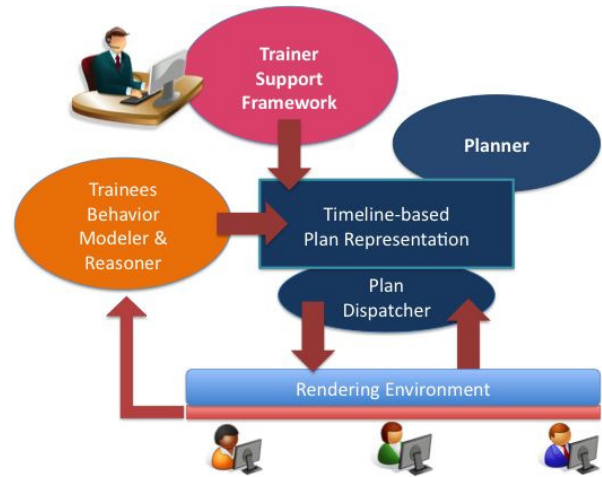 Trainer
Support
Framework
Planner
Trainees
Behavior
Modeler &
Reasoner
Timeline-based
Plan Representation
Plan
Dispatcher
Rendering Environment